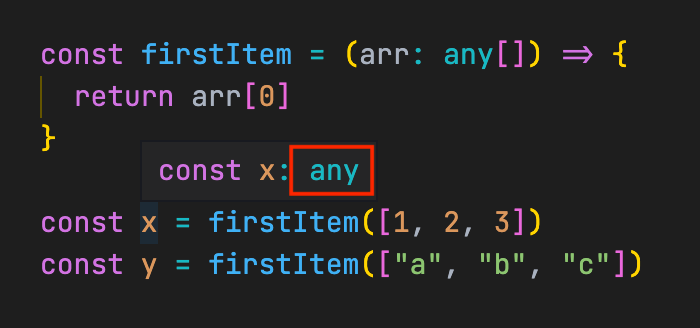 const firstItem = (arr: any[]) => {
  return arr[0]
}
const x: any
const x = firstItem([1, 2, 3])
const y = firstItem(["a", "b", "c"])